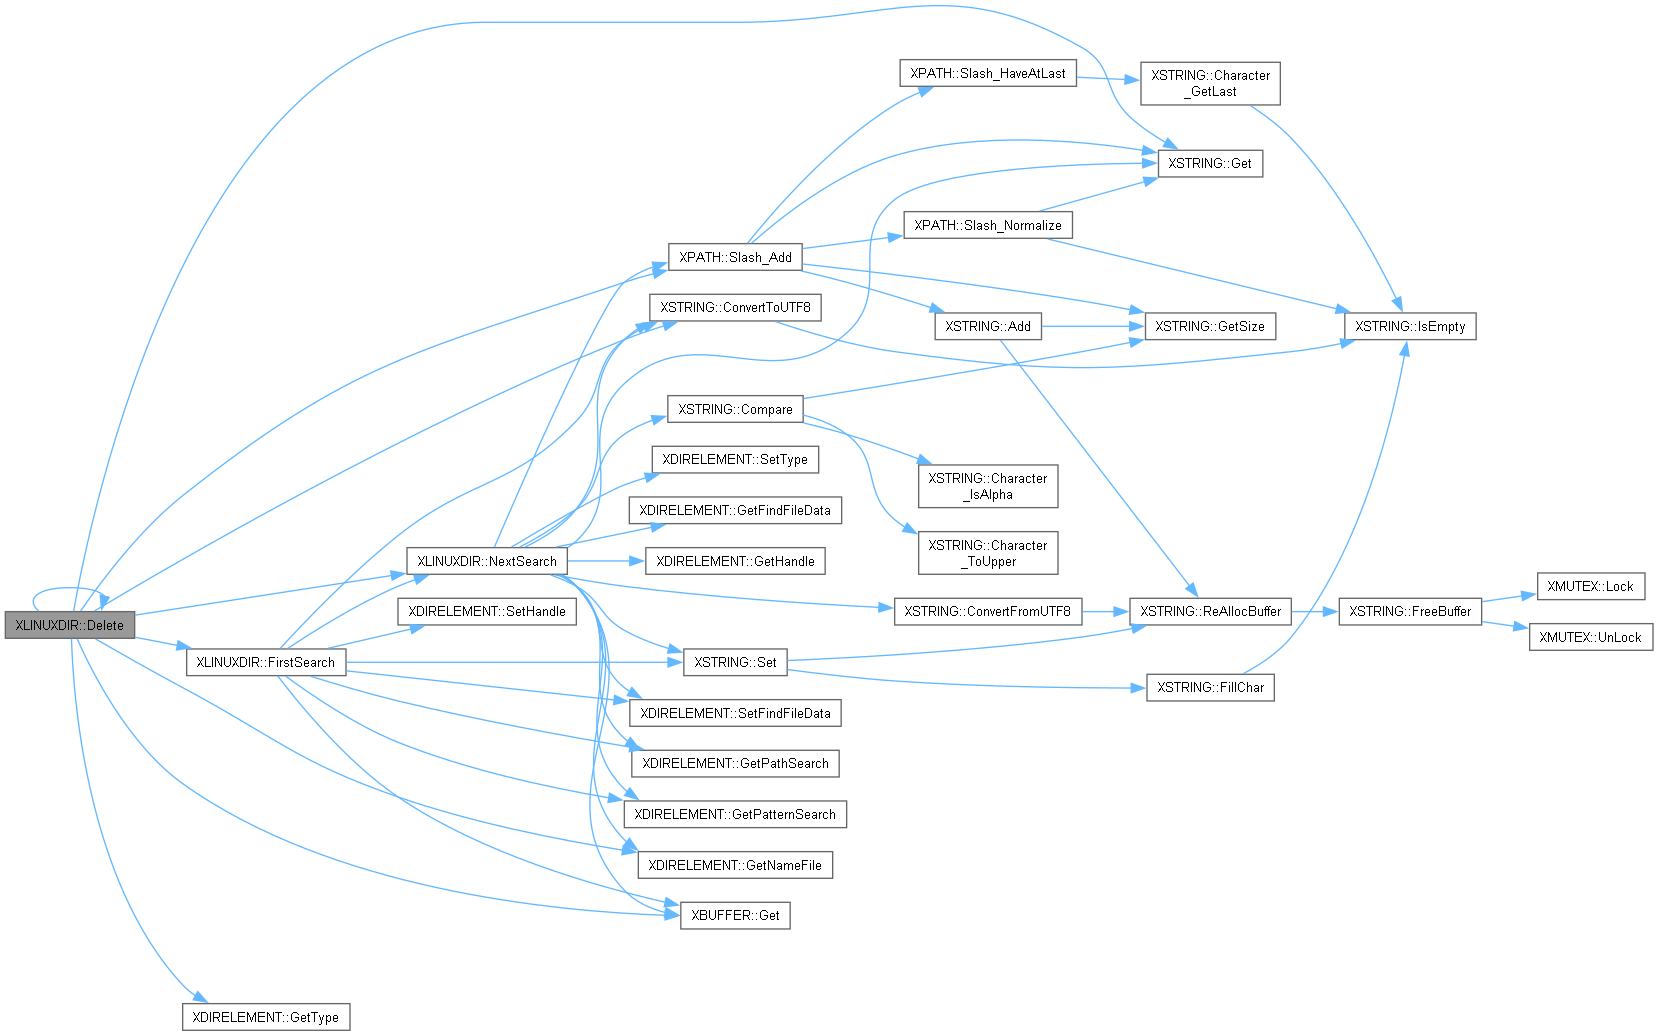 XPATH::Slash_HaveAtLast
XSTRING::Character
_GetLast
XSTRING::Get
XPATH::Slash_Normalize
XPATH::Slash_Add
XSTRING::ConvertToUTF8
XSTRING::Add
XSTRING::GetSize
XSTRING::IsEmpty
XSTRING::Compare
XDIRELEMENT::SetType
XSTRING::Character
_IsAlpha
XDIRELEMENT::GetFindFileData
XSTRING::Character
_ToUpper
XLINUXDIR::NextSearch
XDIRELEMENT::GetHandle
XMUTEX::Lock
XDIRELEMENT::SetHandle
XSTRING::ConvertFromUTF8
XSTRING::ReAllocBuffer
XSTRING::FreeBuffer
XLINUXDIR::Delete
XMUTEX::UnLock
XLINUXDIR::FirstSearch
XSTRING::Set
XSTRING::FillChar
XDIRELEMENT::SetFindFileData
XDIRELEMENT::GetPathSearch
XDIRELEMENT::GetPatternSearch
XDIRELEMENT::GetNameFile
XBUFFER::Get
XDIRELEMENT::GetType